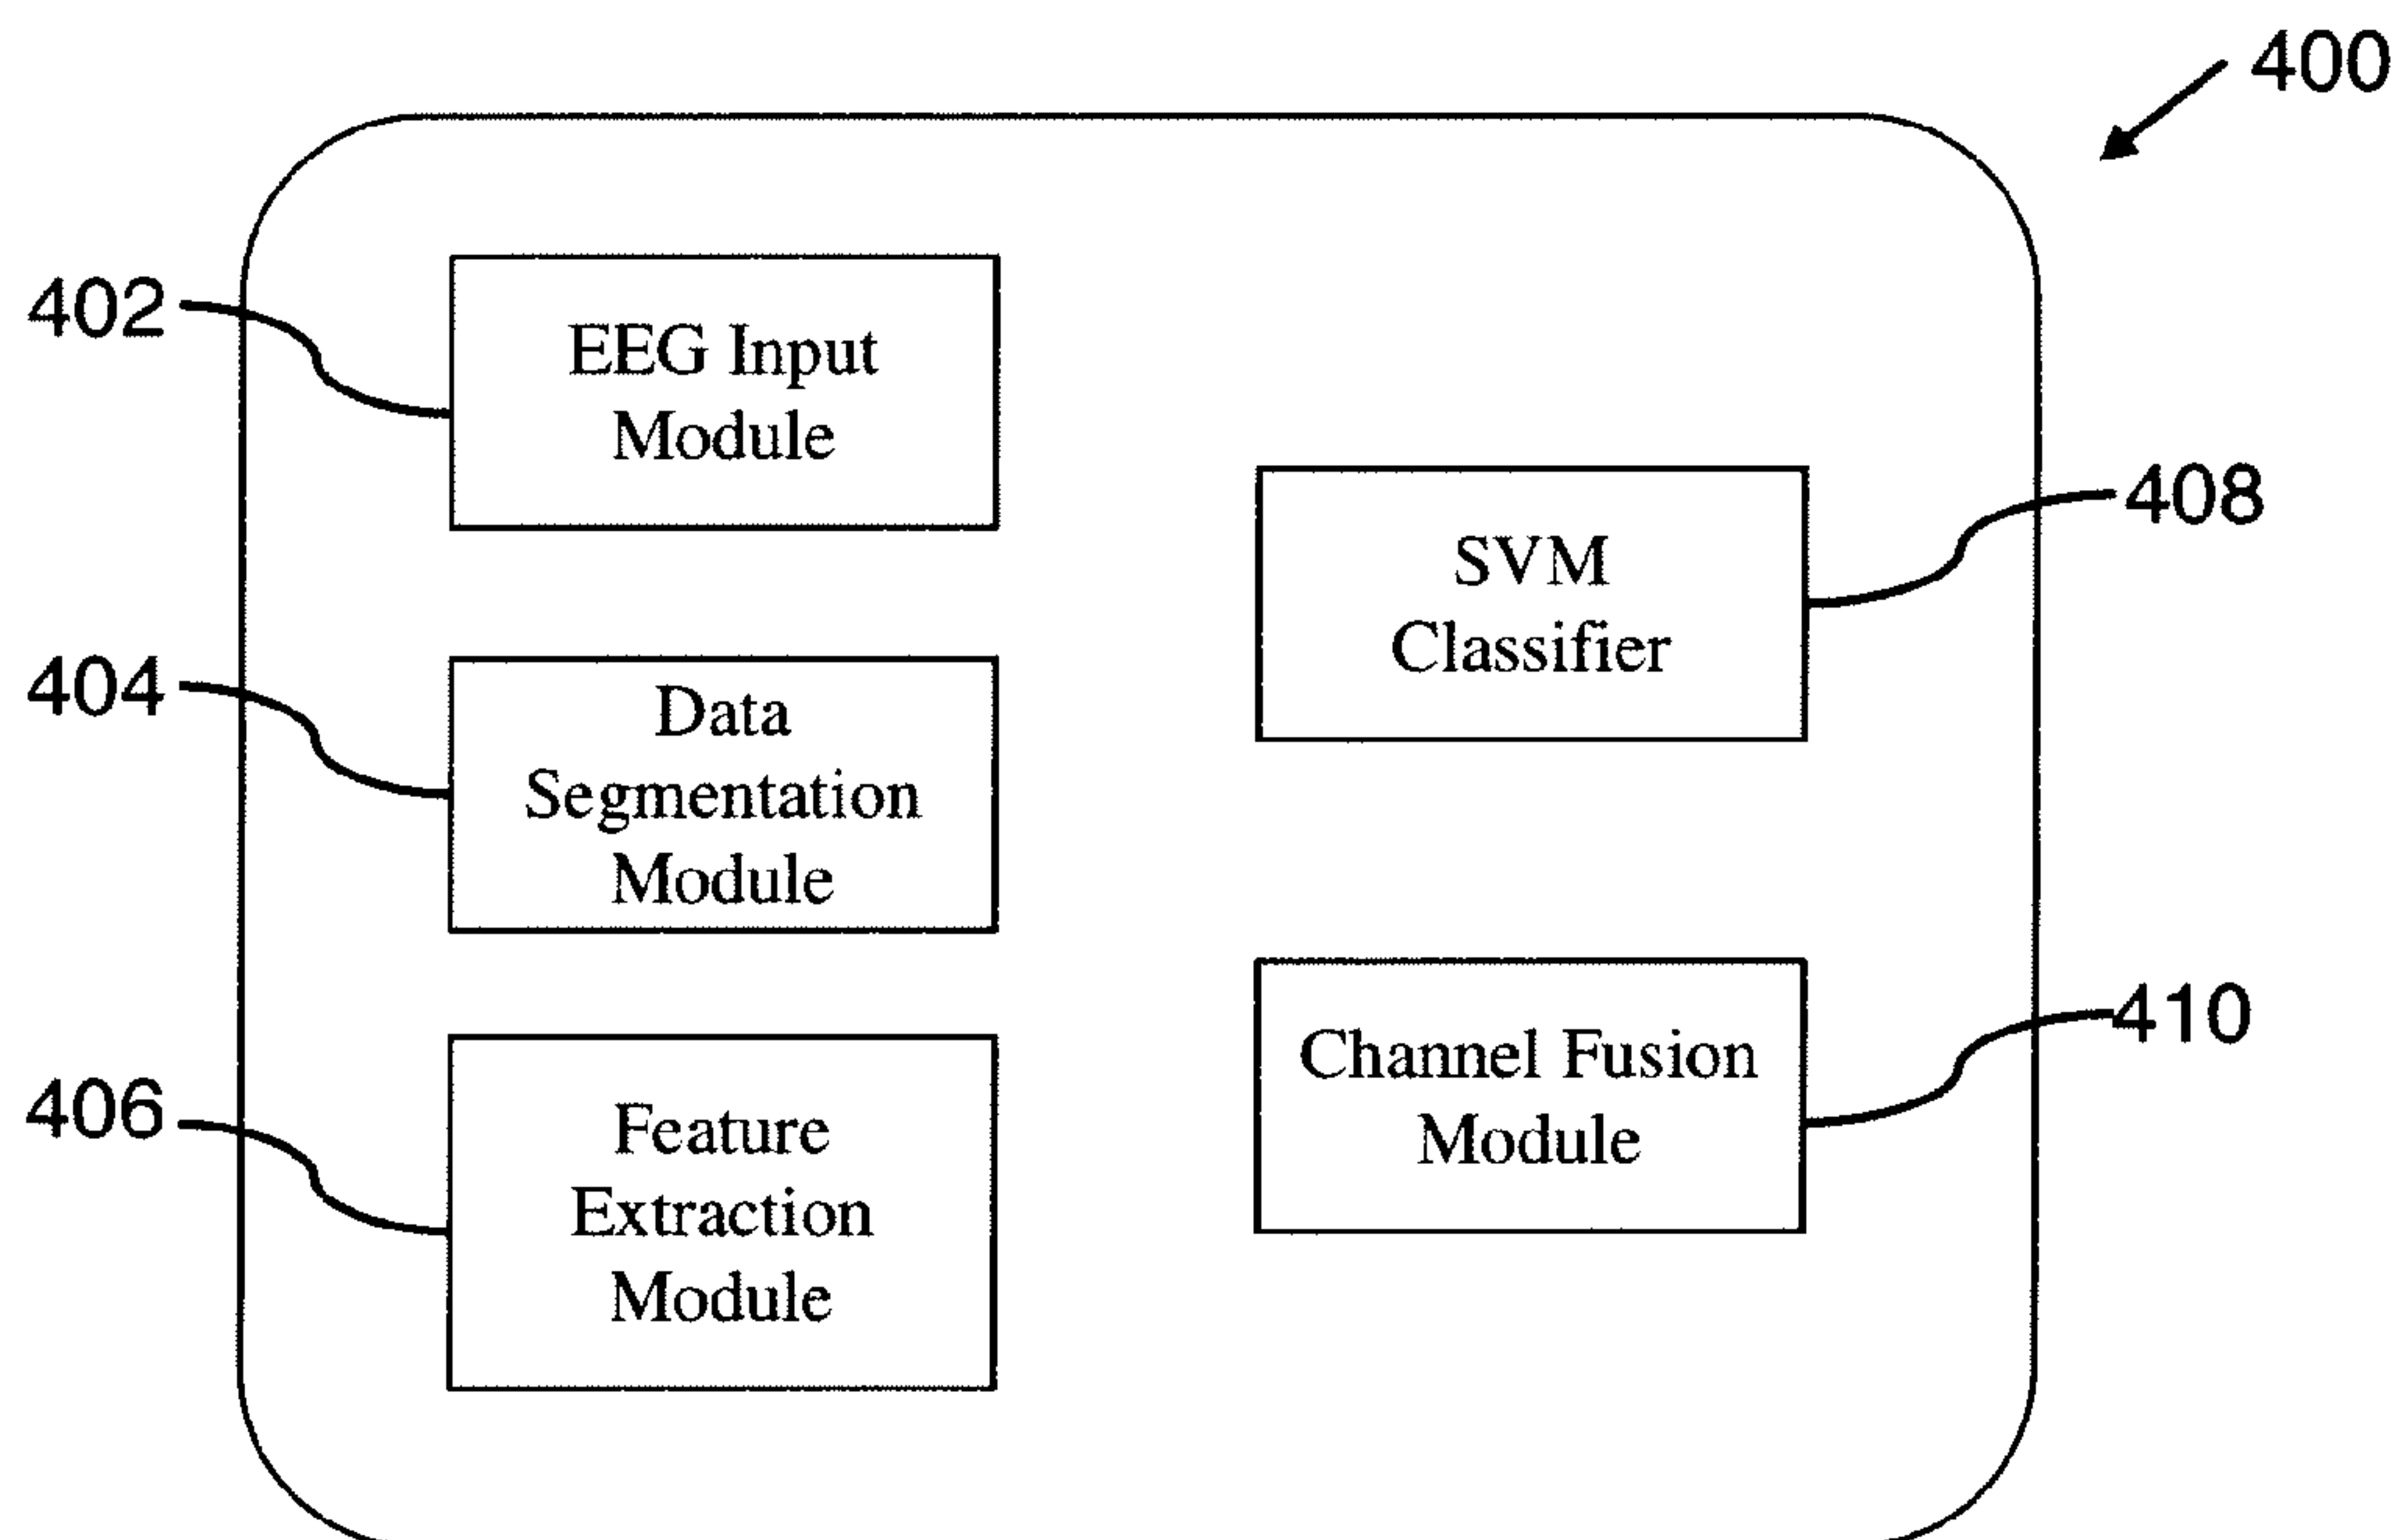 400
402
EEG Input
Module
404
Data
Segmentation
Module
406
Feature
Extraction
Module
408
SVM
Classifier
410
Channel Fusion
Module